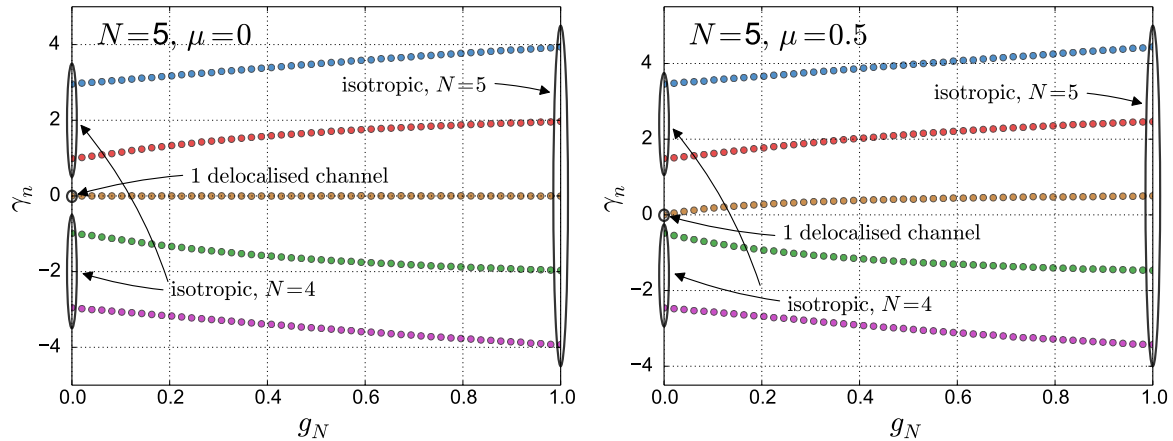 N=5, μ=0
isotropic, N=5
1 delocalised channel
isotropic, N=4
γₙ
4
2
0
−2
−4
0.0
0.2
0.4
0.6
0.8
1.0
g_N
N=5, μ=0.5
isotropic, N=5
1 delocalised channel
isotropic, N=4
γₙ
4
2
0
−2
−4
0.0
0.2
0.4
0.6
0.8
1.0
g_N